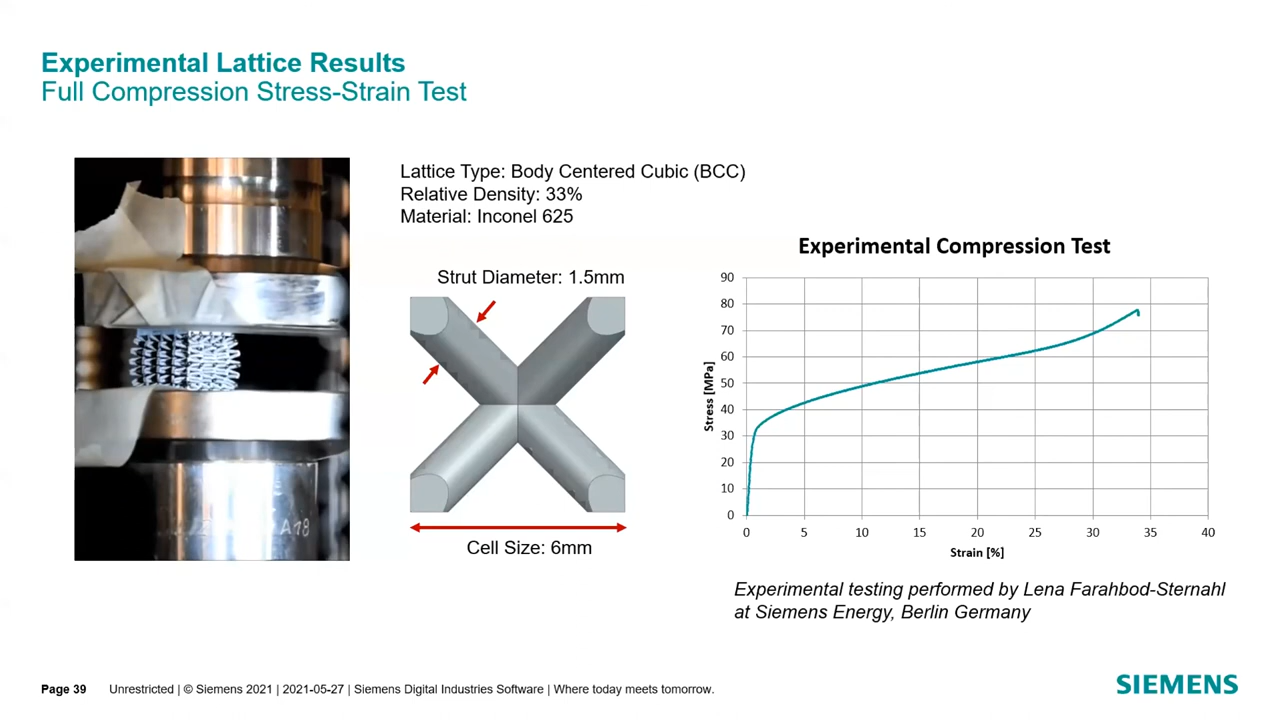 Experimental Lattice Results
Full Compression Stress-Strain Test
Lattice Type: Body Centered Cubic (BCC)
Relative Density: 33%
Material: Inconel 625
Strut Diameter: 1.5mm
Cell Size: 6mm
A18
Experimental Compression Test
90
80
70
60
50
40
30
20
10
0
Stress [MPa]
0 5 10 15 20 25 30 35 40
Strain [%]
Experimental testing performed by Lena Farahbod-Sternahl
at Siemens Energy, Berlin Germany
Page 39 Unrestricted | © Siemens 2021 | 2021-05-27 | Siemens Digital Industries Software | Where today meets tomorrow.
SIEMENS